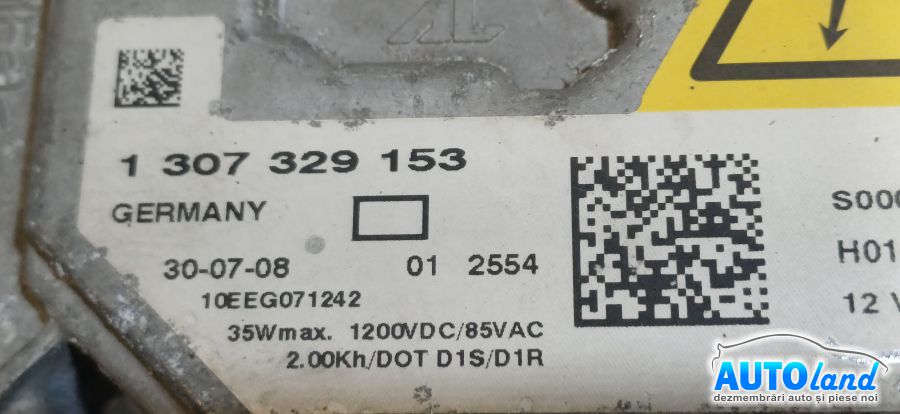 1 307 329 153
GERMANY
30-07-08 01 2554
10EEG071242
35Wmax. 1200VDC/85VAC
2.00Kh/DOT D1S/D1R
S000
H01
12 V
AUTOland
dezmembrări auto și piese noi